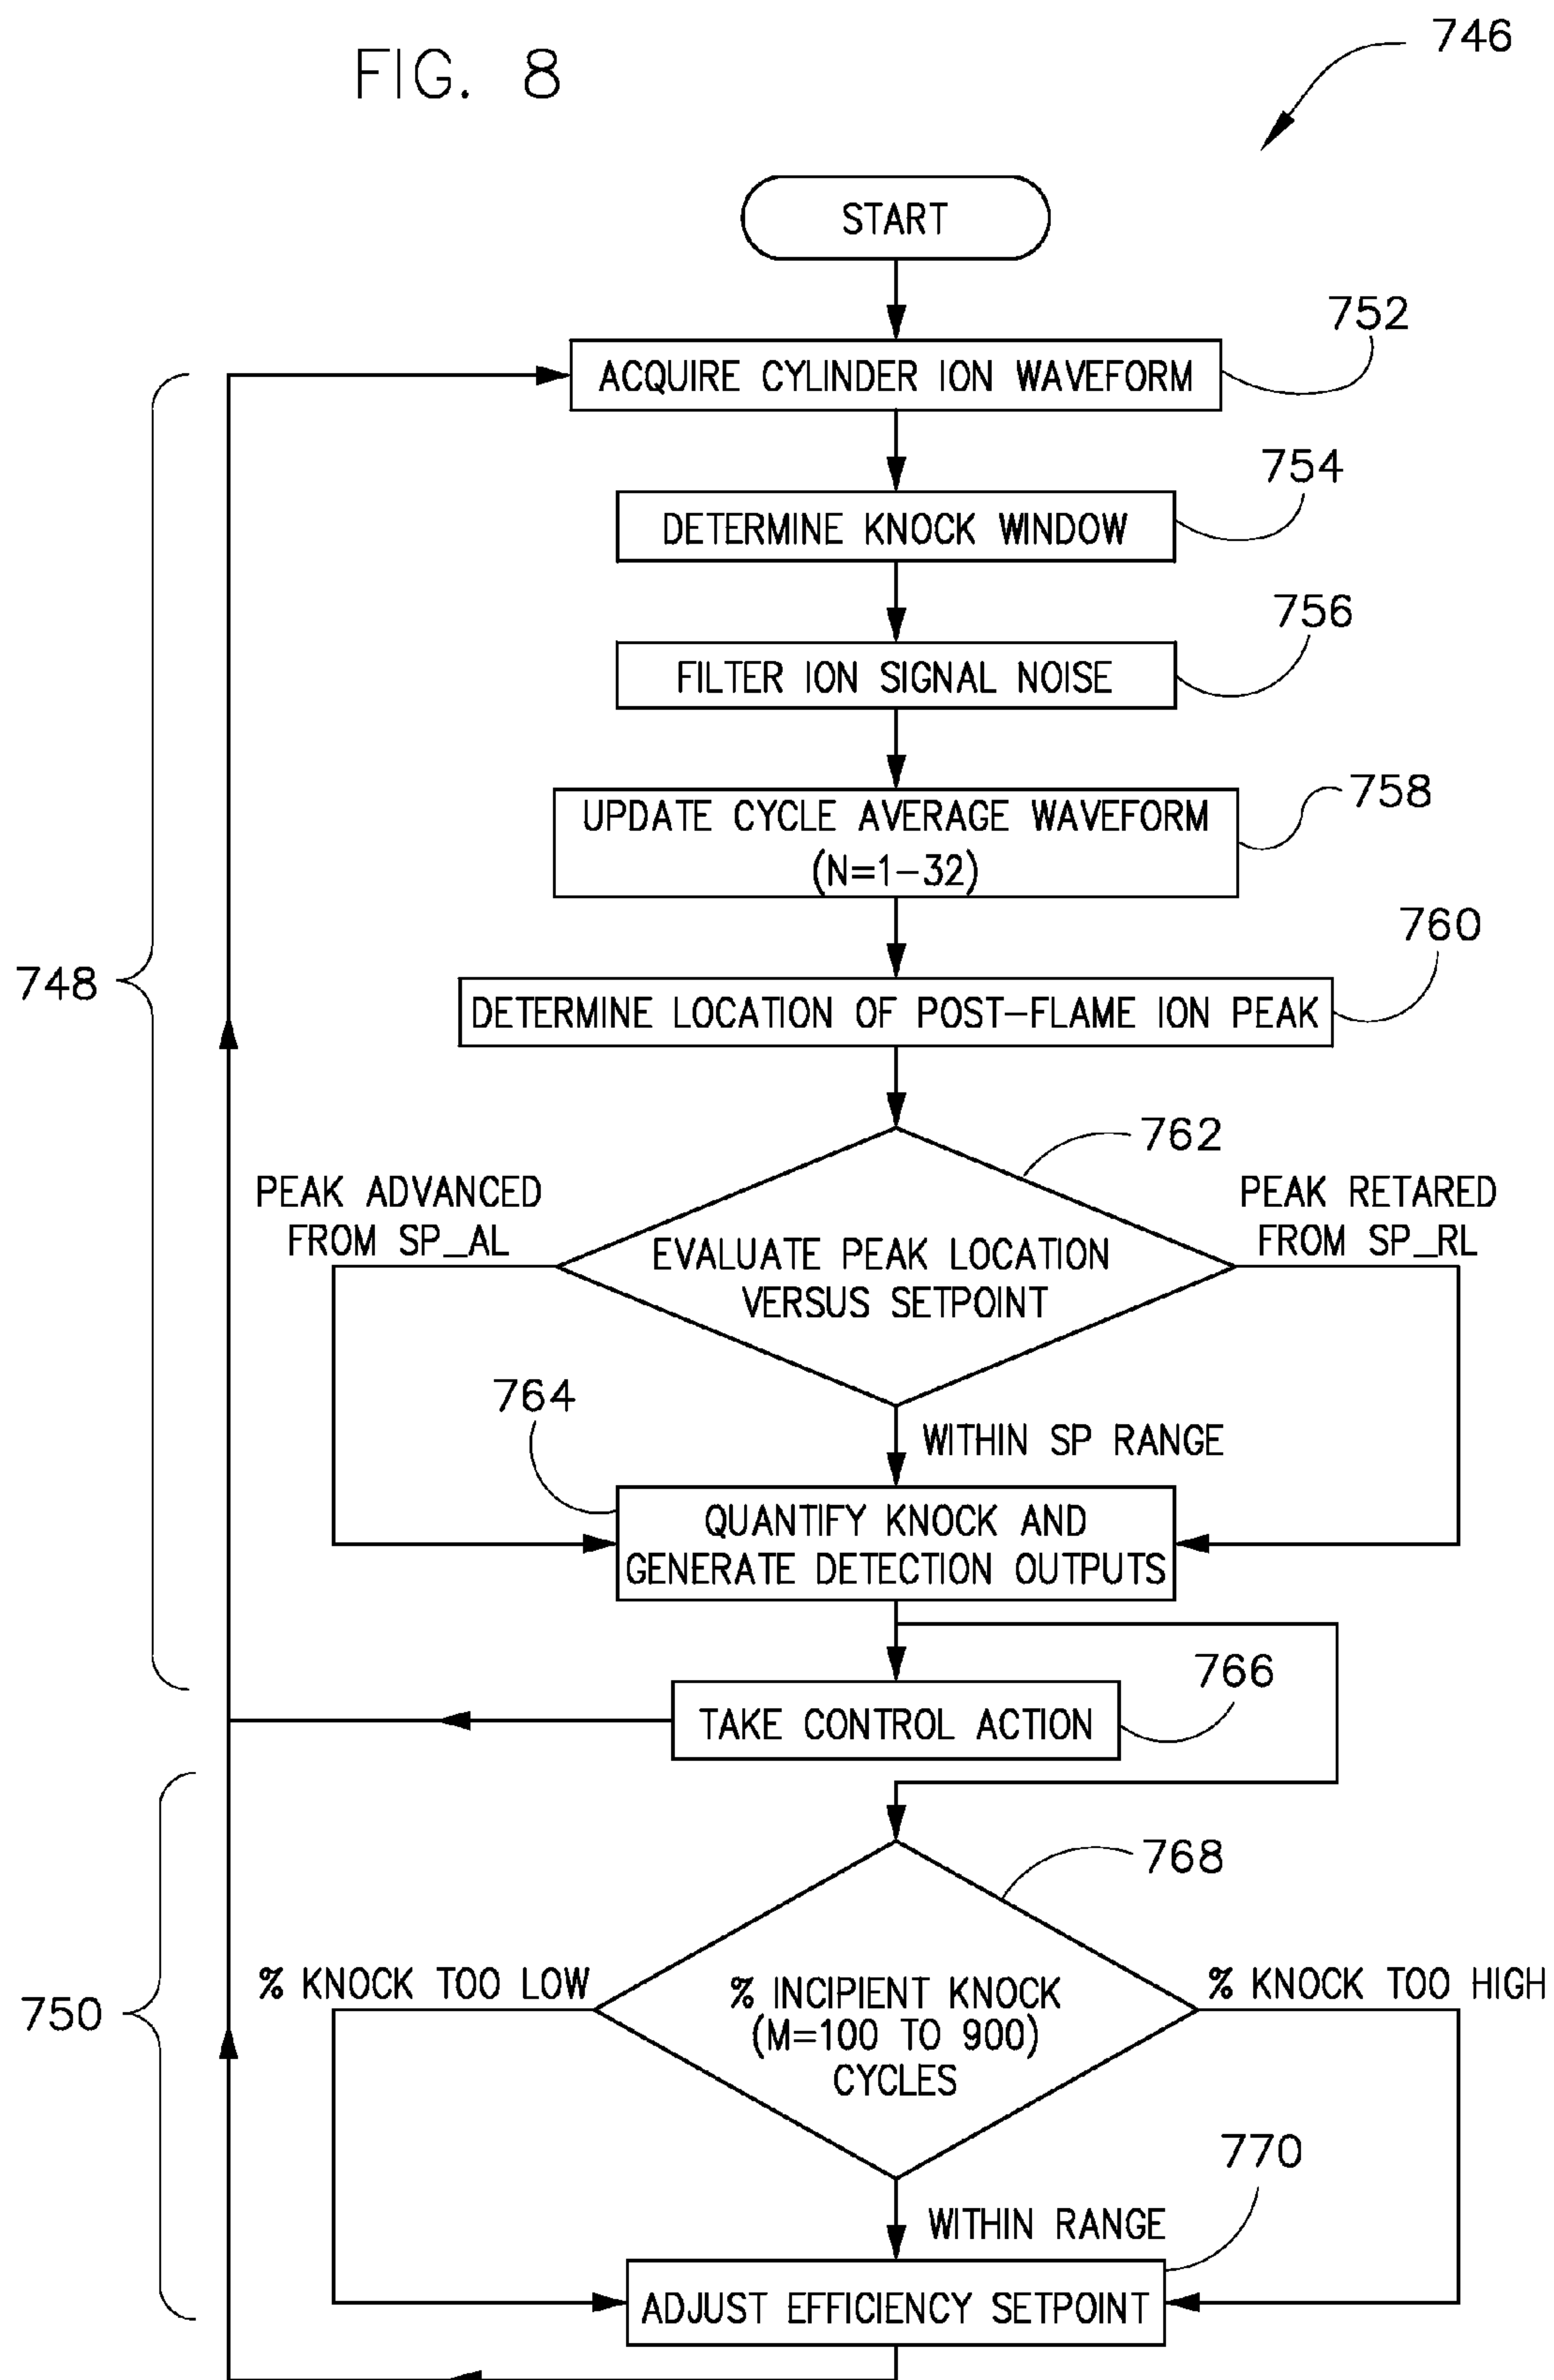 FIG. 8
746
START
752
ACQUIRE CYLINDER ION WAVEFORM
754
DETERMINE KNOCK WINDOW
756
FILTER ION SIGNAL NOISE
758
UPDATE CYCLE AVERAGE WAVEFORM
(N=1-32)
760
748
DETERMINE LOCATION OF POST-FLAME ION PEAK
762
PEAK ADVANCED
FROM SP_AL
PEAK RETARED
FROM SP_RL
EVALUATE PEAK LOCATION
VERSUS SETPOINT
764
WITHIN SP RANGE
QUANTIFY KNOCK AND
GENERATE DETECTION OUTPUTS
766
TAKE CONTROL ACTION
768
% KNOCK TOO LOW
% KNOCK TOO HIGH
750
% INCIPIENT KNOCK
(M=100 TO 900)
CYCLES
770
WITHIN RANGE
ADJUST EFFICIENCY SETPOINT